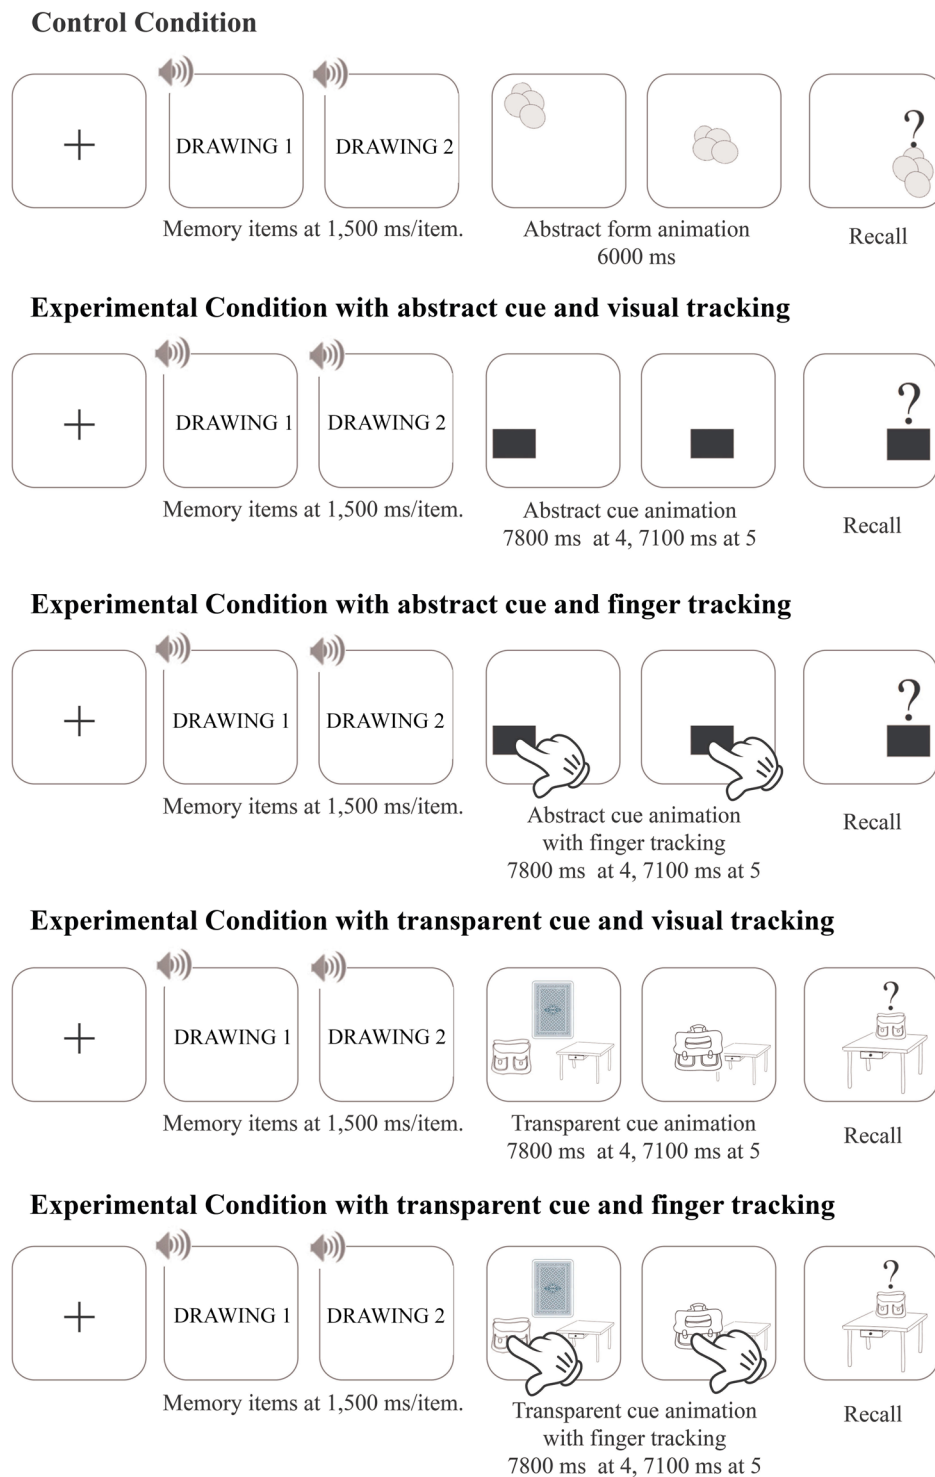 Control Condition
DRAWING 1
DRAWING 2
?
Memory items at 1,500 ms/item.
Abstract form animation
6000 ms
Recall
Experimental Condition with abstract cue and visual tracking
DRAWING 1
DRAWING 2
?
Memory items at 1,500 ms/item.
Abstract cue animation
7800 ms at 4, 7100 ms at 5
Recall
Experimental Condition with abstract cue and finger tracking
DRAWING 1
DRAWING 2
?
Memory items at 1,500 ms/item.
Abstract cue animation
with finger tracking
7800 ms at 4, 7100 ms at 5
Recall
Experimental Condition with transparent cue and visual tracking
DRAWING 1
DRAWING 2
?
Memory items at 1,500 ms/item.
Transparent cue animation
7800 ms at 4, 7100 ms at 5
Recall
Experimental Condition with transparent cue and finger tracking
DRAWING 1
DRAWING 2
?
Memory items at 1,500 ms/item.
Transparent cue animation
with finger tracking
7800 ms at 4, 7100 ms at 5
Recall